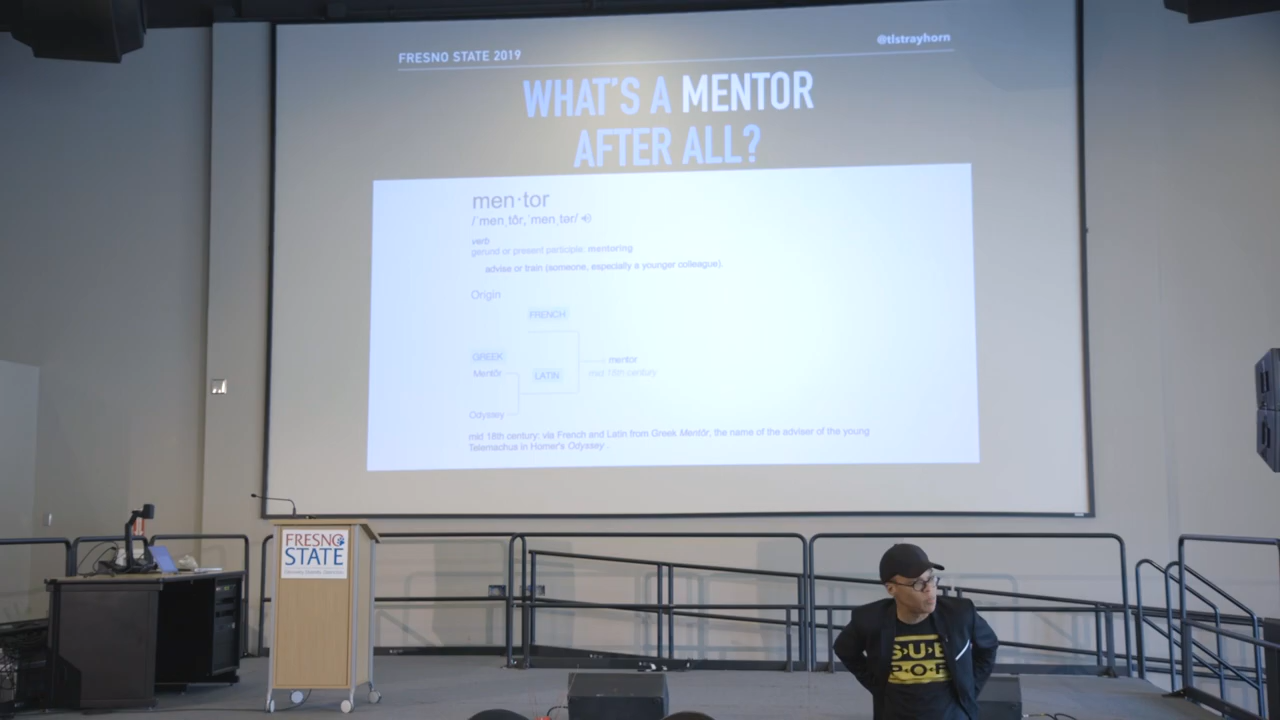 FRESNO STATE 2019
@tlstrayhorn
WHAT'S A MENTOR
AFTER ALL?
men·tor
/ˈmenˌtôr,ˈmenˌtər/
verb
gerund or present participle: mentoring
advise or train (someone, especially a younger colleague).
Origin
FRENCH
GREEK
Mentōr
LATIN
mentor
mid 18th century
Odyssey
mid 18th century: via French and Latin from Greek Mentōr, the name of the adviser of the young
Telemachus in Homer's Odyssey.
FRESNO
STATE
S·U·
P·O·